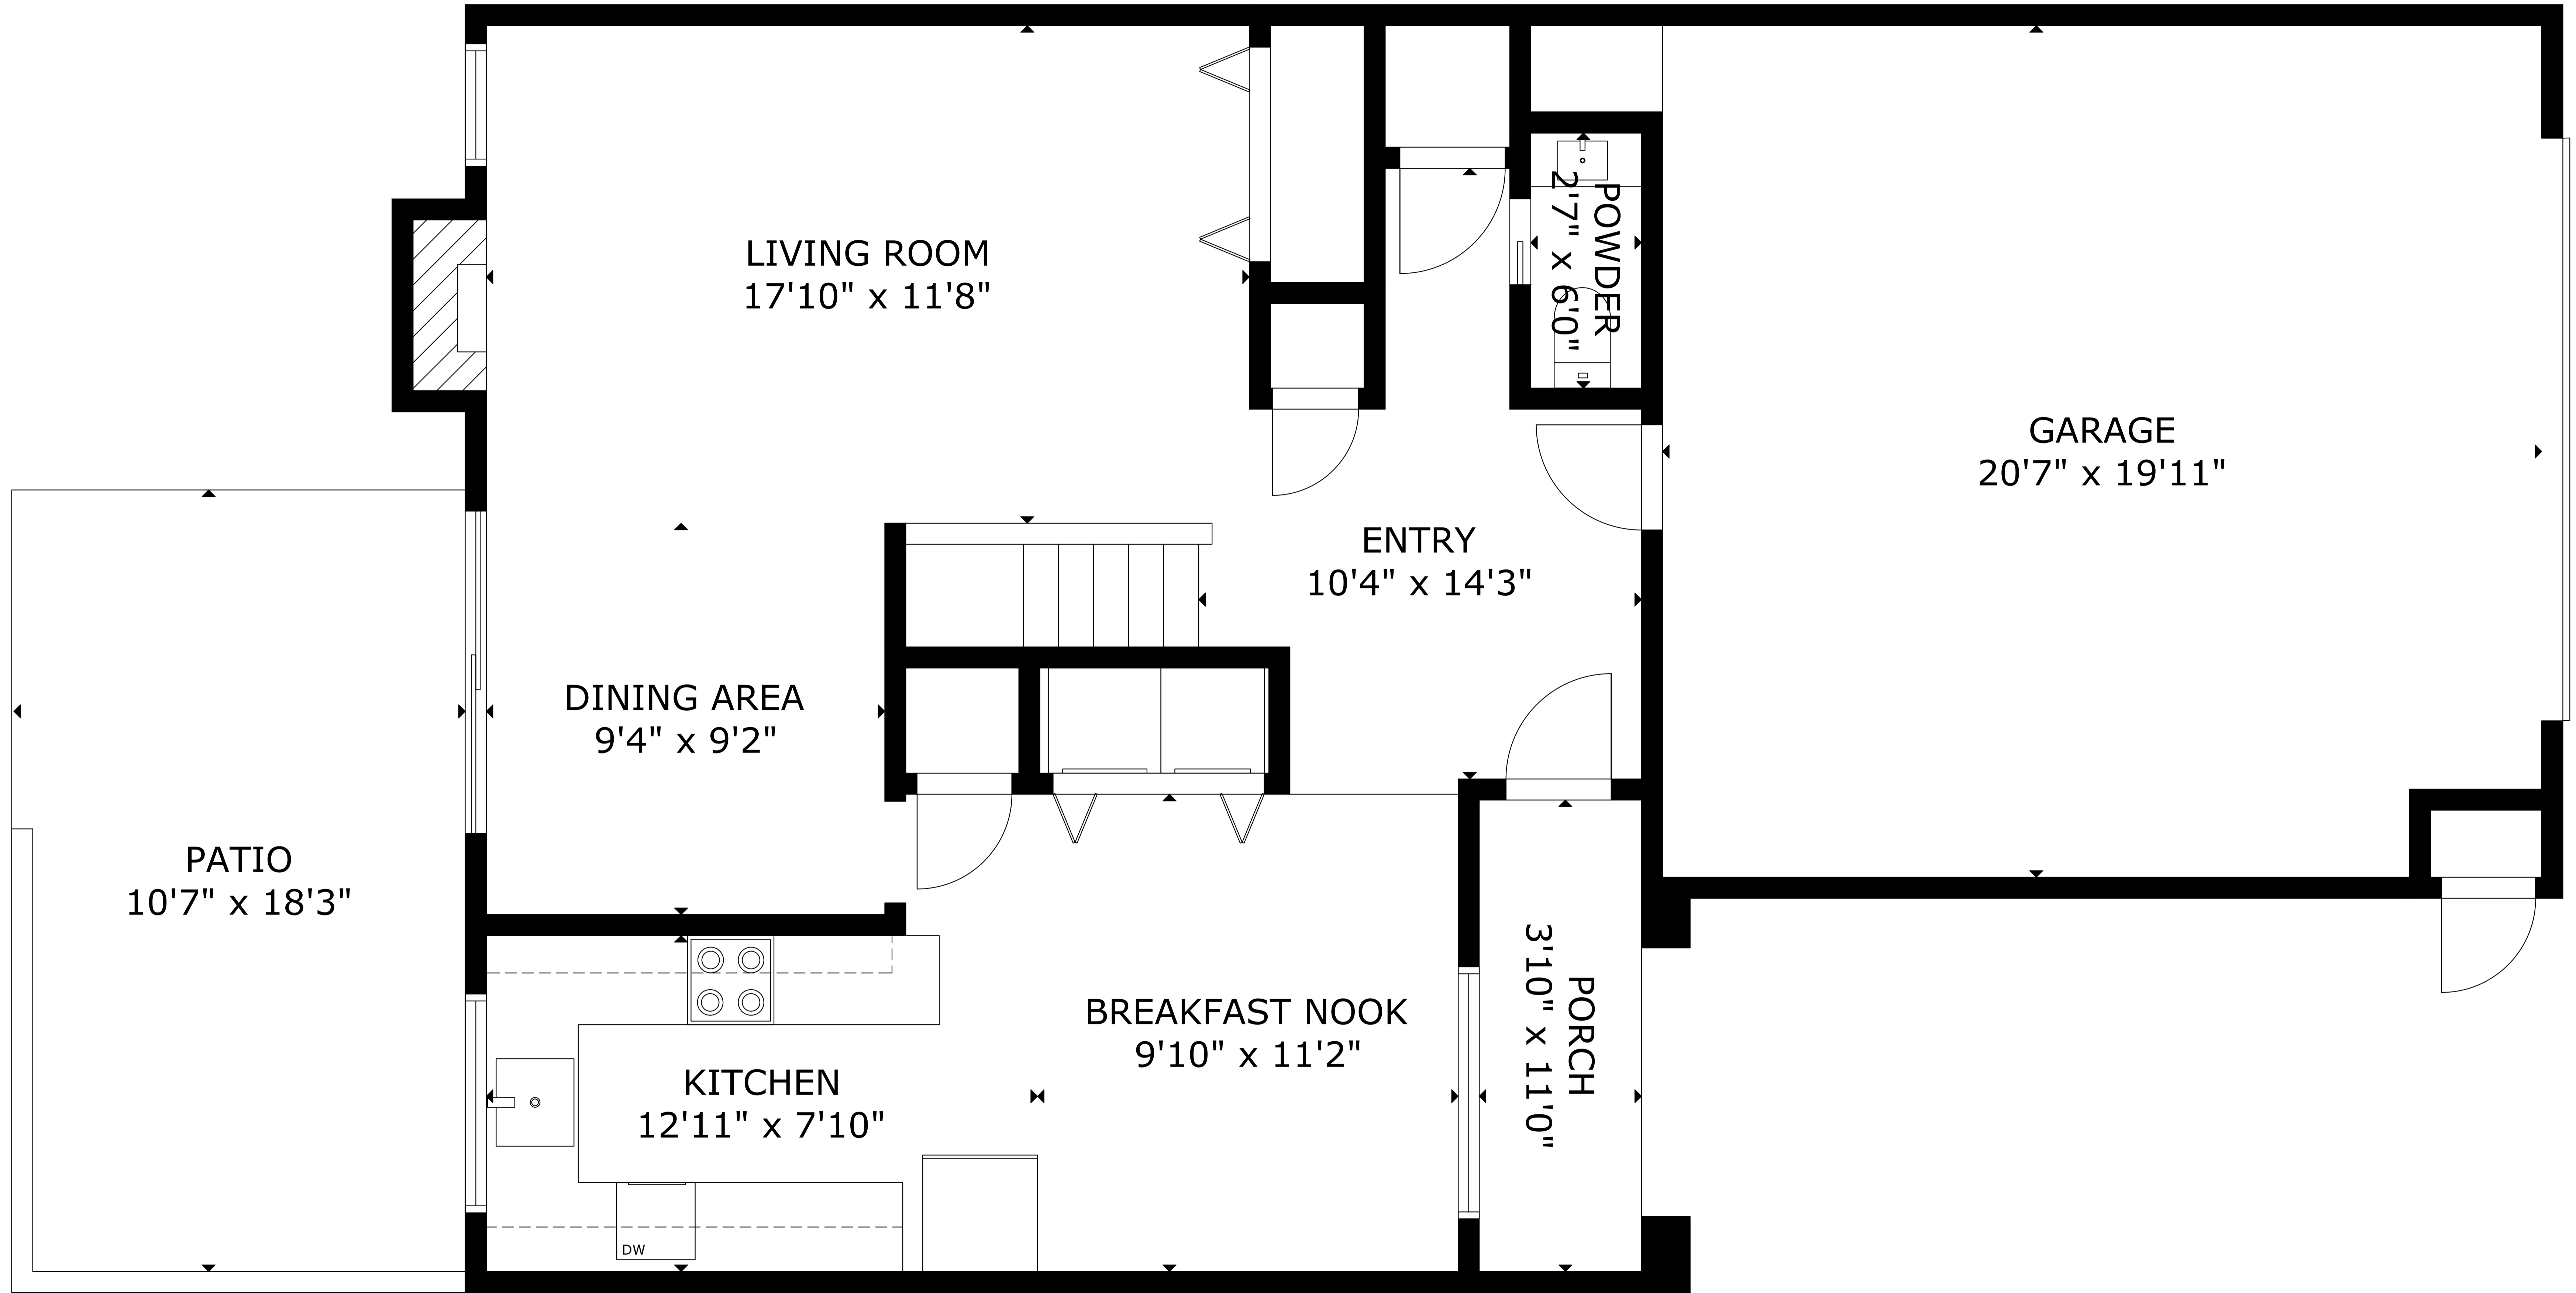 LIVING ROOM
17'10" x 11'8"
POWDER
2'7" x 6'0"
GARAGE
20'7" x 19'11"
ENTRY
10'4" x 14'3"
DINING AREA
9'4" x 9'2"
PATIO
10'7" x 18'3"
BREAKFAST NOOK
9'10" x 11'2"
PORCH
3'10" x 11'0"
KITCHEN
12'11" x 7'10"
DW